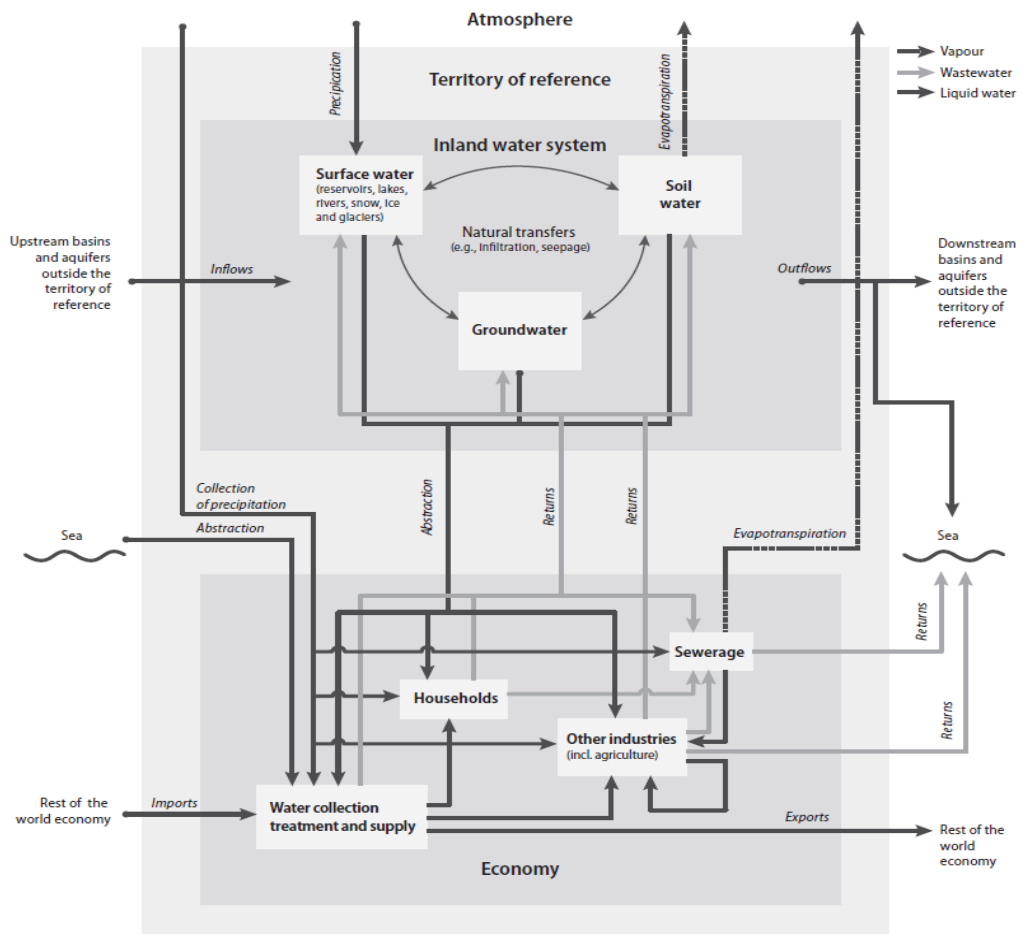 Atmosphere
Vapour
Wastewater
Liquid water
Territory of reference
Precipication
Evapotranspiration
Inland water system
Surface water
(reservoirs, lakes,
rivers, snow, ice
and glaciers)
Soil
water
Natural transfers
(e.g., infiltration, seepage)
Upstream basins
and aquifers
outside the
territory of
reference
Inflows
Outflows
Downstream
basins and
aquifers
outside the
territory of
reference
Groundwater
Collection
of precipitation
Abstraction
Abstraction
Returns
Returns
Evapotranspiration
Sea
Sea
Returns
Sewerage
Households
Returns
Other industries
(incl. agriculture)
Rest of the
world economy
Imports
Water collection
treatment and supply
Exports
Rest of the
world
economy
Economy